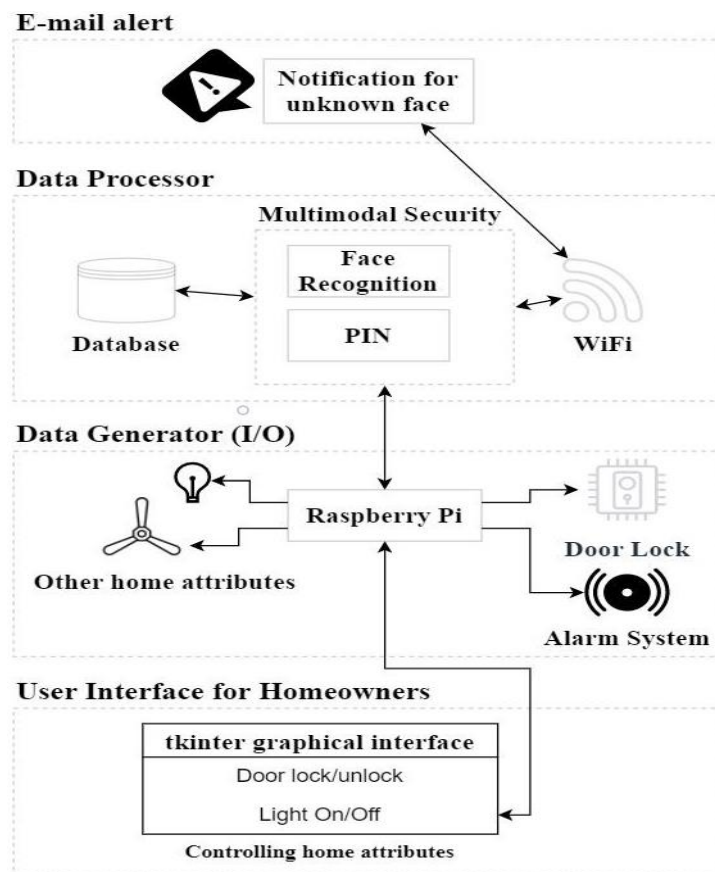 E-mail alert
Notification for
unknown face
Data Processor
Multimodal Security
Face
Recognition
PIN
Database
WiFi
Data Generator (I/O)
Raspberry Pi
Other home attributes
Door Lock
Alarm System
User Interface for Homeowners
tkinter graphical interface
Door lock/unlock
Light On/Off
Controlling home attributes